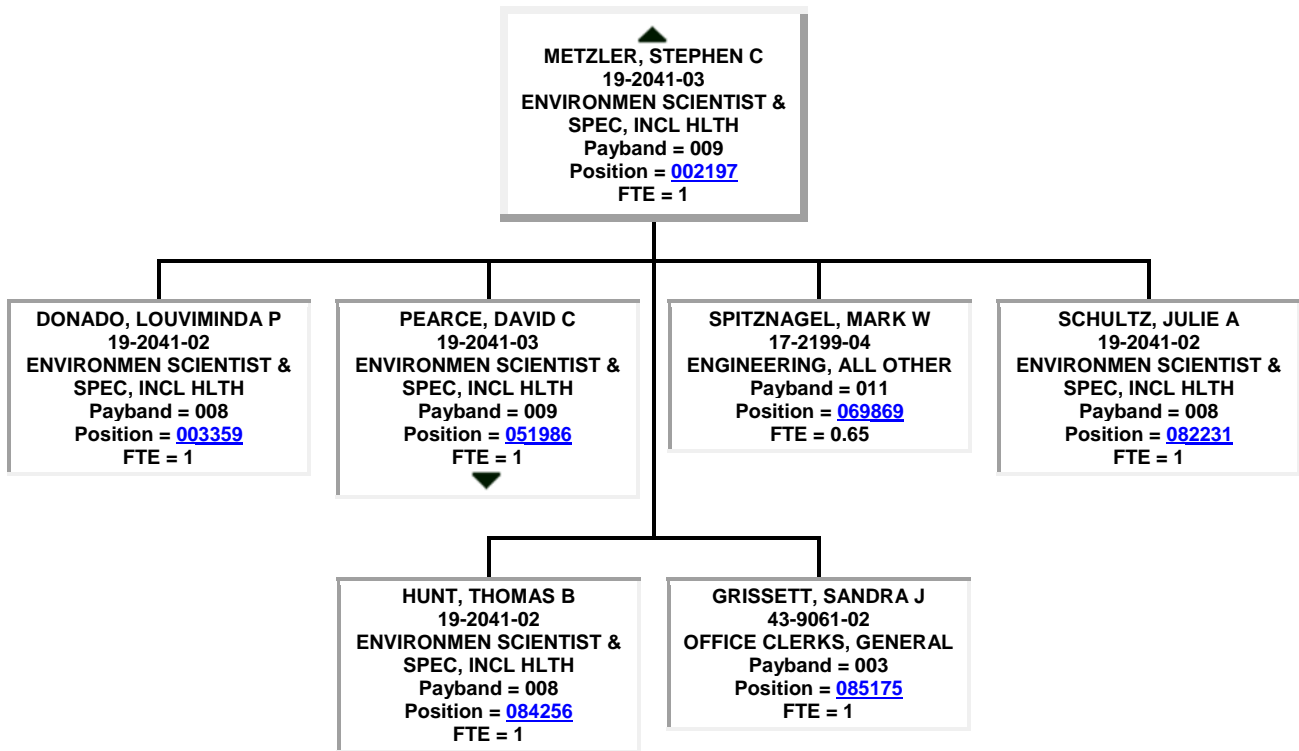 METZLER, STEPHEN C
19-2041-03
ENVIRONMEN SCIENTIST &
SPEC, INCL HLTH
Payband = 009
Position = 002197
FTE = 1
DONADO, LOUVIMINDA P
19-2041-02
ENVIRONMEN SCIENTIST &
SPEC, INCL HLTH
Payband = 008
Position = 003359
FTE = 1
PEARCE, DAVID C
19-2041-03
ENVIRONMEN SCIENTIST &
SPEC, INCL HLTH
Payband = 009
Position = 051986
FTE = 1
SPITZNAGEL, MARK W
17-2199-04
ENGINEERING, ALL OTHER
Payband = 011
Position = 069869
FTE = 0.65
SCHULTZ, JULIE A
19-2041-02
ENVIRONMEN SCIENTIST &
SPEC, INCL HLTH
Payband = 008
Position = 082231
FTE = 1
HUNT, THOMAS B
19-2041-02
ENVIRONMEN SCIENTIST &
SPEC, INCL HLTH
Payband = 008
Position = 084256
FTE = 1
GRISSETT, SANDRA J
43-9061-02
OFFICE CLERKS, GENERAL
Payband = 003
Position = 085175
FTE = 1